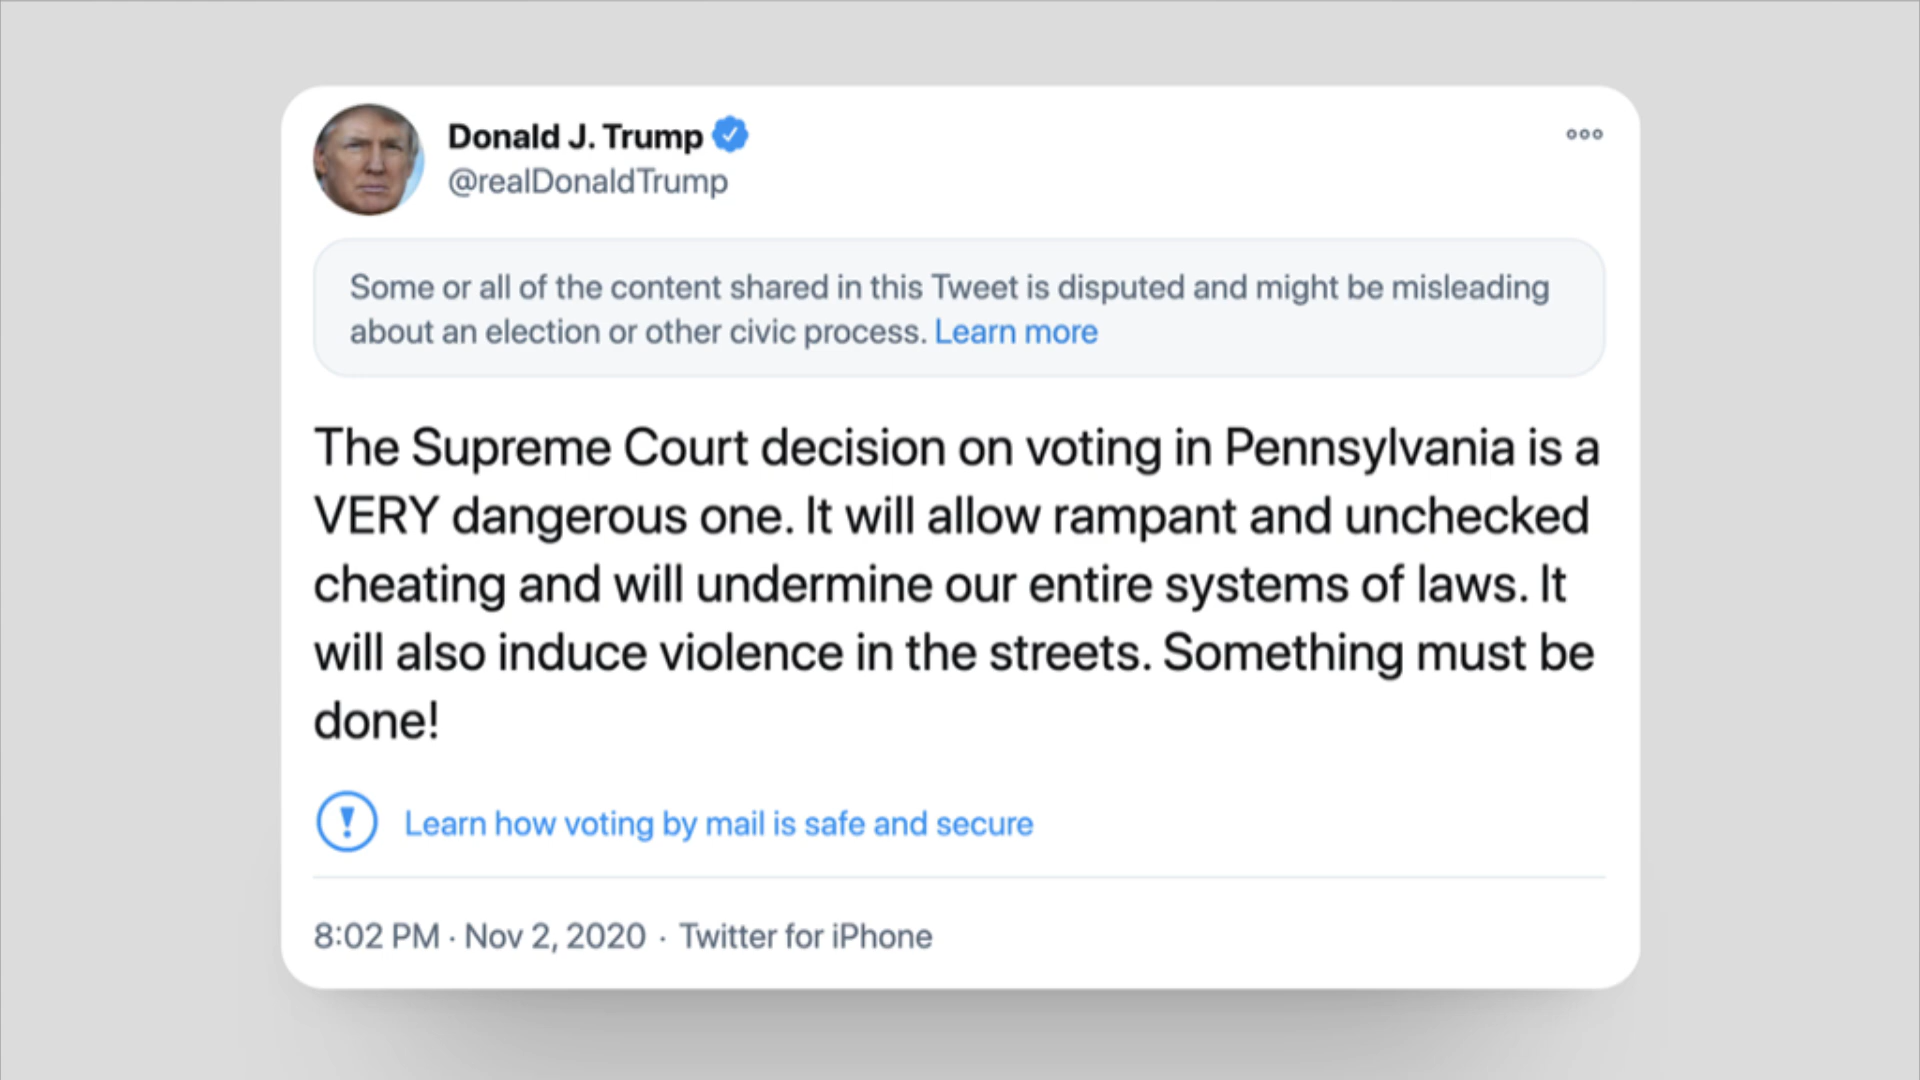 Donald J. Trump
@realDonaldTrump
Some or all of the content shared in this Tweet is disputed and might be misleading
about an election or other civic process. Learn more
The Supreme Court decision on voting in Pennsylvania is a
VERY dangerous one. It will allow rampant and unchecked
cheating and will undermine our entire systems of laws. It
will also induce violence in the streets. Something must be
done!
Learn how voting by mail is safe and secure
8:02 PM · Nov 2, 2020 · Twitter for iPhone